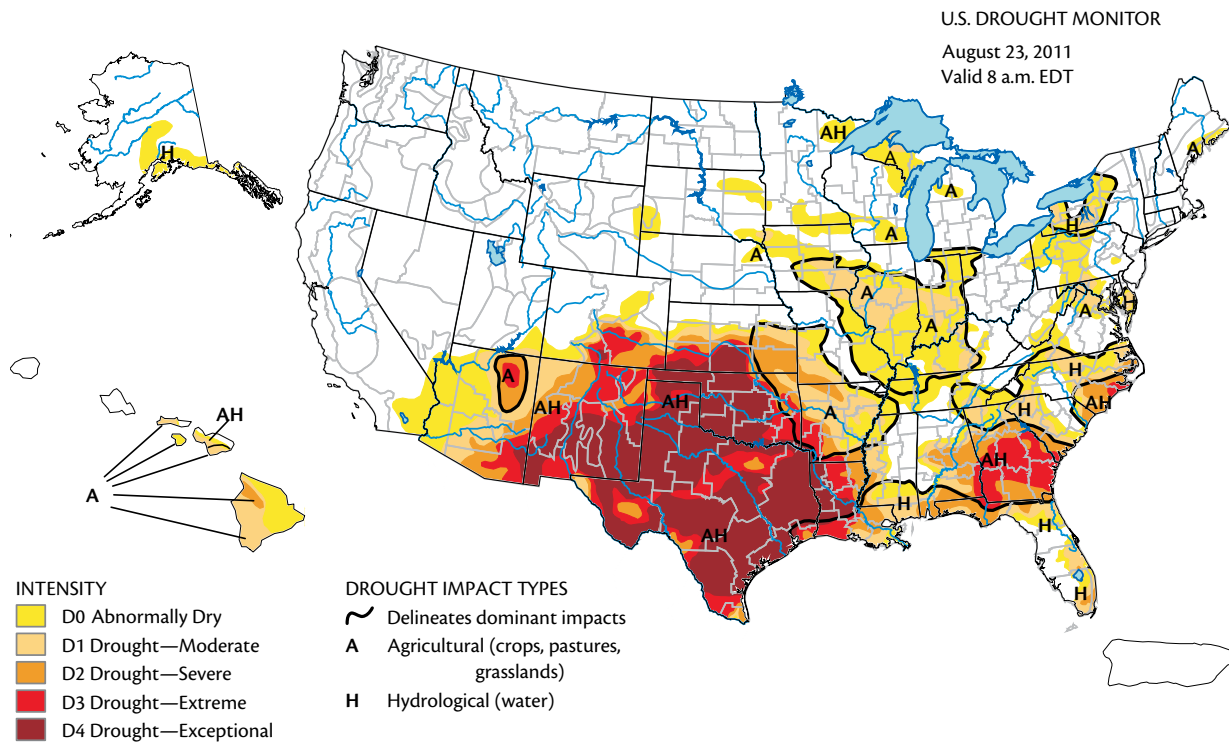 U.S. DROUGHT MONITOR
August 23, 2011
Valid 8 a.m. EDT
H
AH
A
A
A
H
A
A
A
H
A
A
A
H
A
AH
AH
A
H
H
AH
AH
H
H
AH
H
AH
A
INTENSITY
D0 Abnormally Dry
D1 Drought—Moderate
D2 Drought—Severe
D3 Drought—Extreme
D4 Drought—Exceptional
DROUGHT IMPACT TYPES
Delineates dominant impacts
A Agricultural (crops, pastures,
grasslands)
H Hydrological (water)